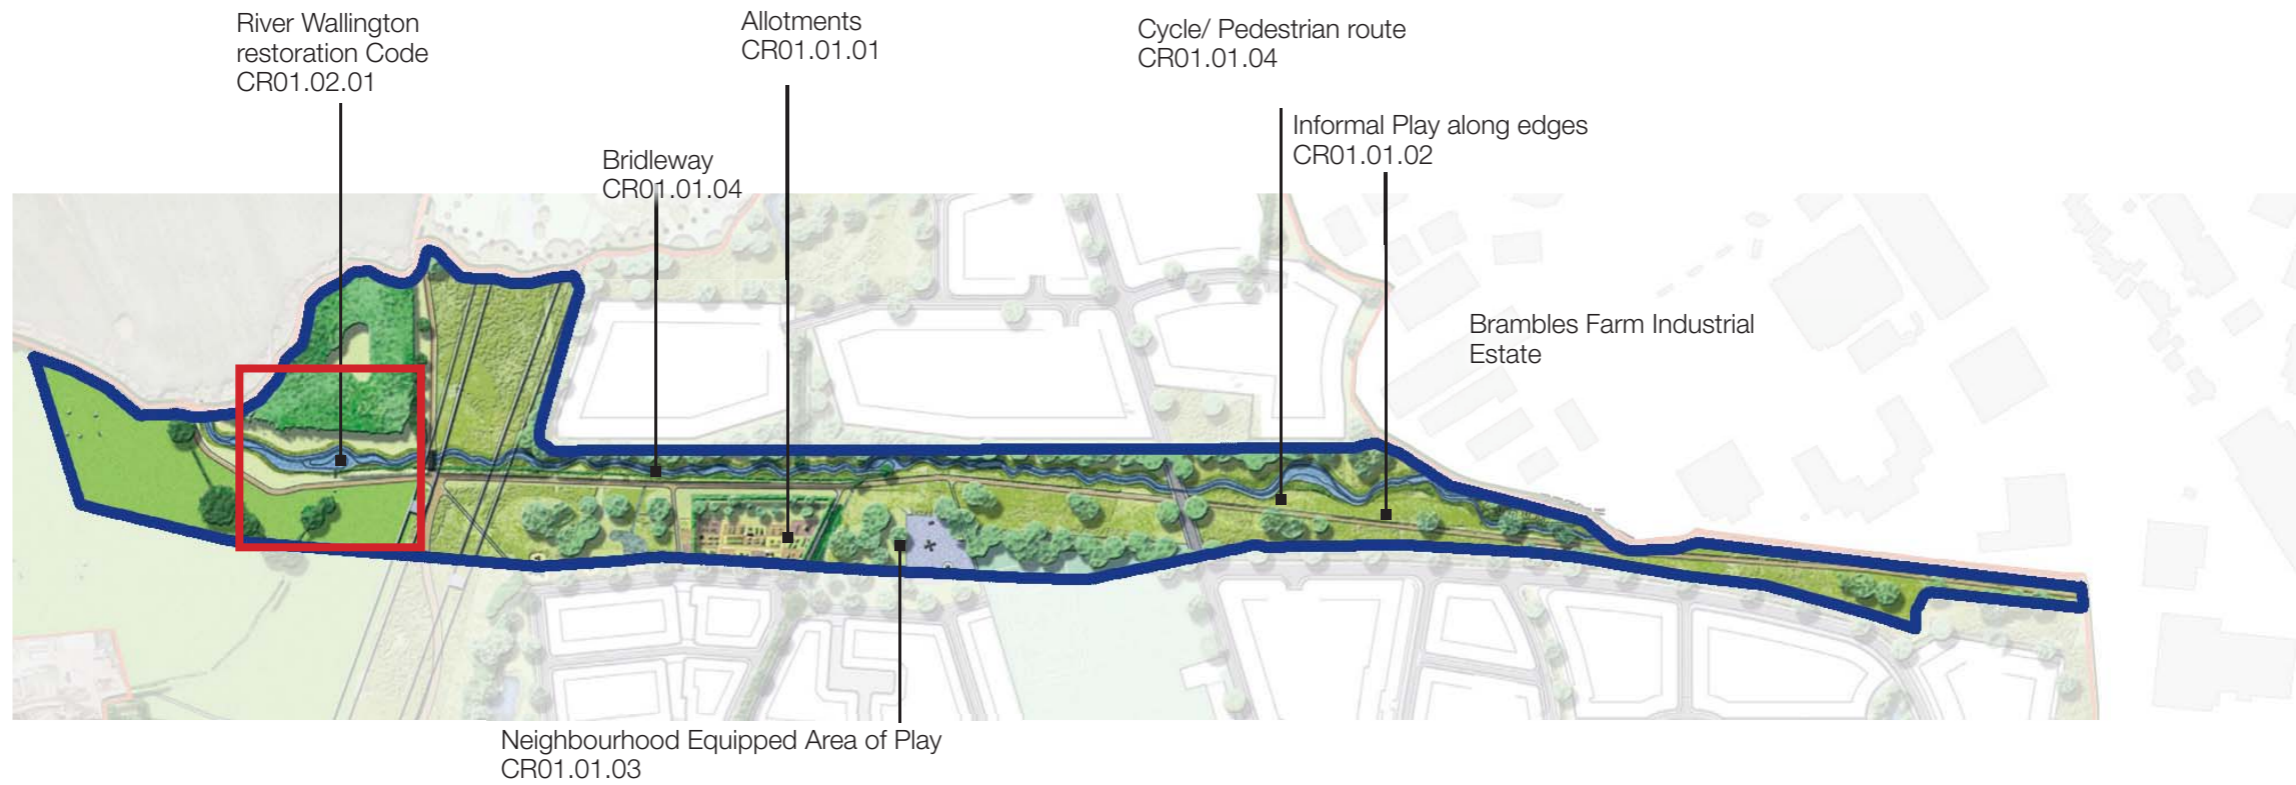 River Wallington
restoration Code
CR01.02.01
Allotments
CR01.01.01
Cycle/ Pedestrian route
CR01.01.04
Informal Play along edges
CR01.01.02
Bridleway
CR01.01.04
Brambles Farm Industrial
Estate
Neighbourhood Equipped Area of Play
CR01.01.03